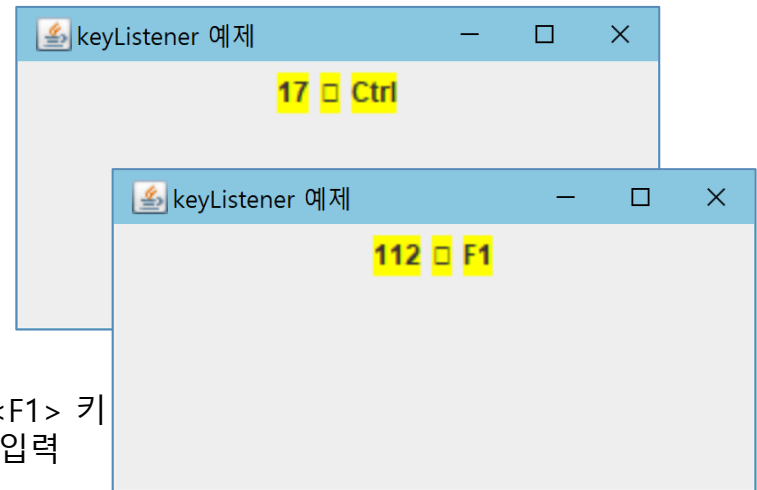 keyListener 예제
17 □ Ctrl
keyListener 예제
112 □ F1
<F1> 키
입력